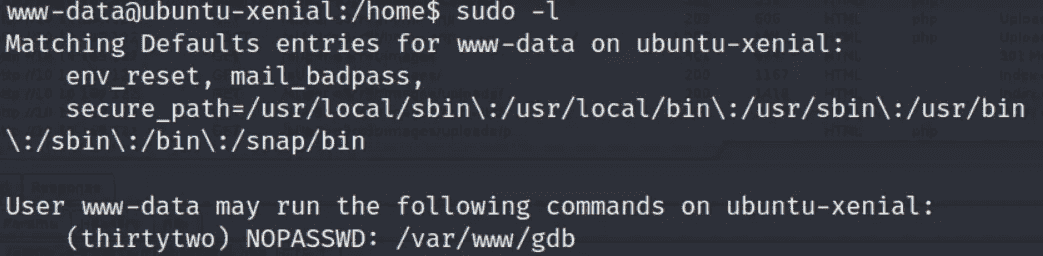 www-data@ubuntu-xenial:/home$ sudo -l
Matching Defaults entries for www-data on ubuntu-xenial:
    env_reset, mail_badpass,
    secure_path=/usr/local/sbin\:/usr/local/bin\:/usr/sbin\:/usr/bin
\:/sbin\:/bin\:/snap/bin

User www-data may run the following commands on ubuntu-xenial:
    (thirtytwo) NOPASSWD: /var/www/gdb